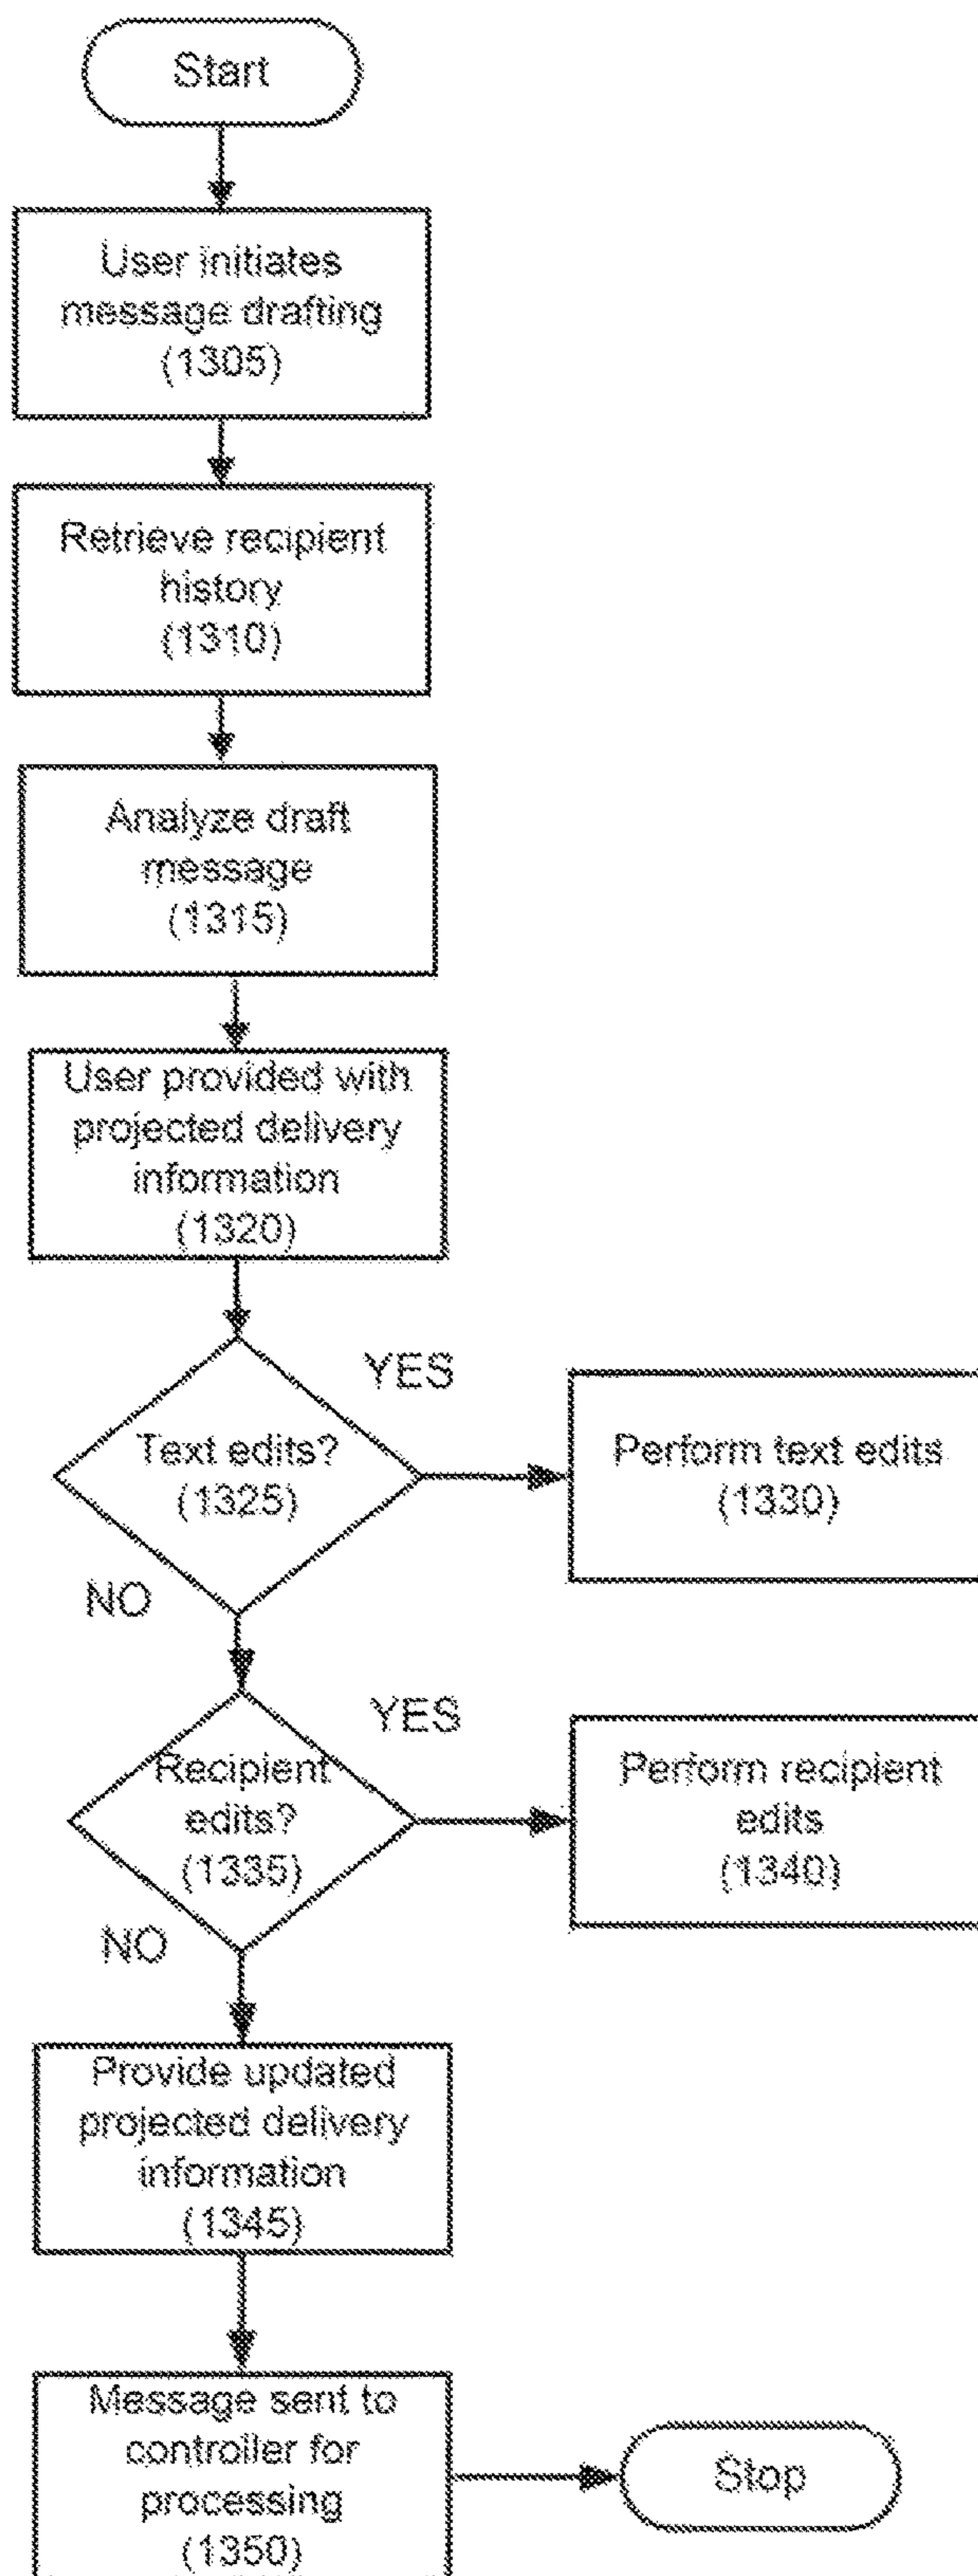 Start
User initiates
message drafting
(1305)
Retrieve recipient
history
(1310)
Analyze draft
message
(1315)
User provided with
projected delivery
information
(1320)
YES
Text edits?
(1325)
Perform text edits
(1330)
NO
YES
Recipient
edits?
(1335)
Perform recipient
edits
(1340)
NO
Provide updated
projected delivery
information
(1345)
Message sent to
controller for
processing
(1350)
Stop